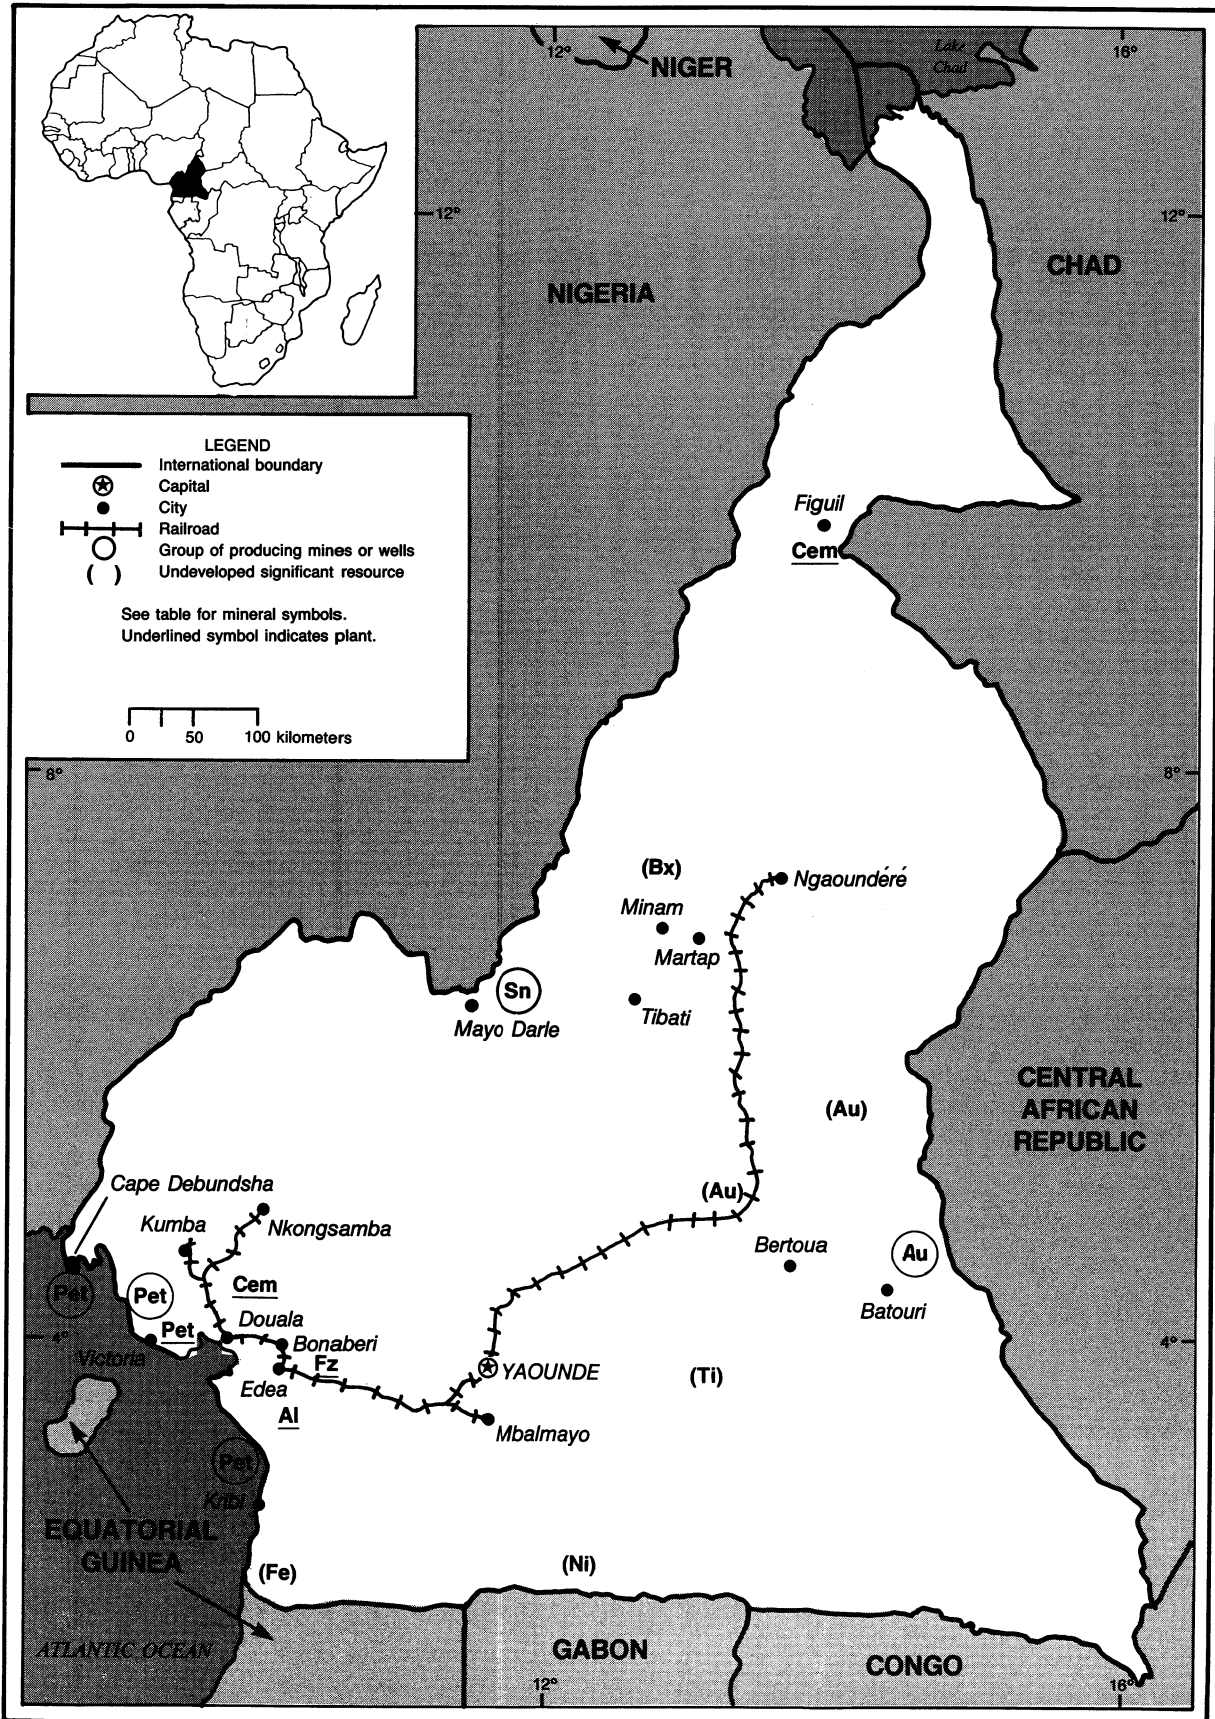 12°
16°
Lake
Chad
NIGER
12°
12°
CHAD
NIGERIA
LEGEND
International boundary
Capital
City
Railroad
Group of producing mines or wells
( ) Undeveloped significant resource
See table for mineral symbols.
Underlined symbol indicates plant.
0 50 100 kilometers
Figuil
Cem
8°
8°
(Bx)
Ngaoundéré
Minam
Martap
Sn
Mayo Darle
Tibati
CENTRAL
AFRICAN
REPUBLIC
(Au)
Cape Debundsha
(Au)
Kumba
Nkongsamba
Bertoua
Au
Pet
Pet
Cem
Batouri
Douala
4°
Pet
Bonaberi
4°
Victoria
Fz
YAOUNDE
(Ti)
Edea
Al
Mbalmayo
Pet
Kribi
EQUATORIAL
GUINEA
(Fe)
(Ni)
ATLANTIC OCEAN
GABON
CONGO
12°
16°